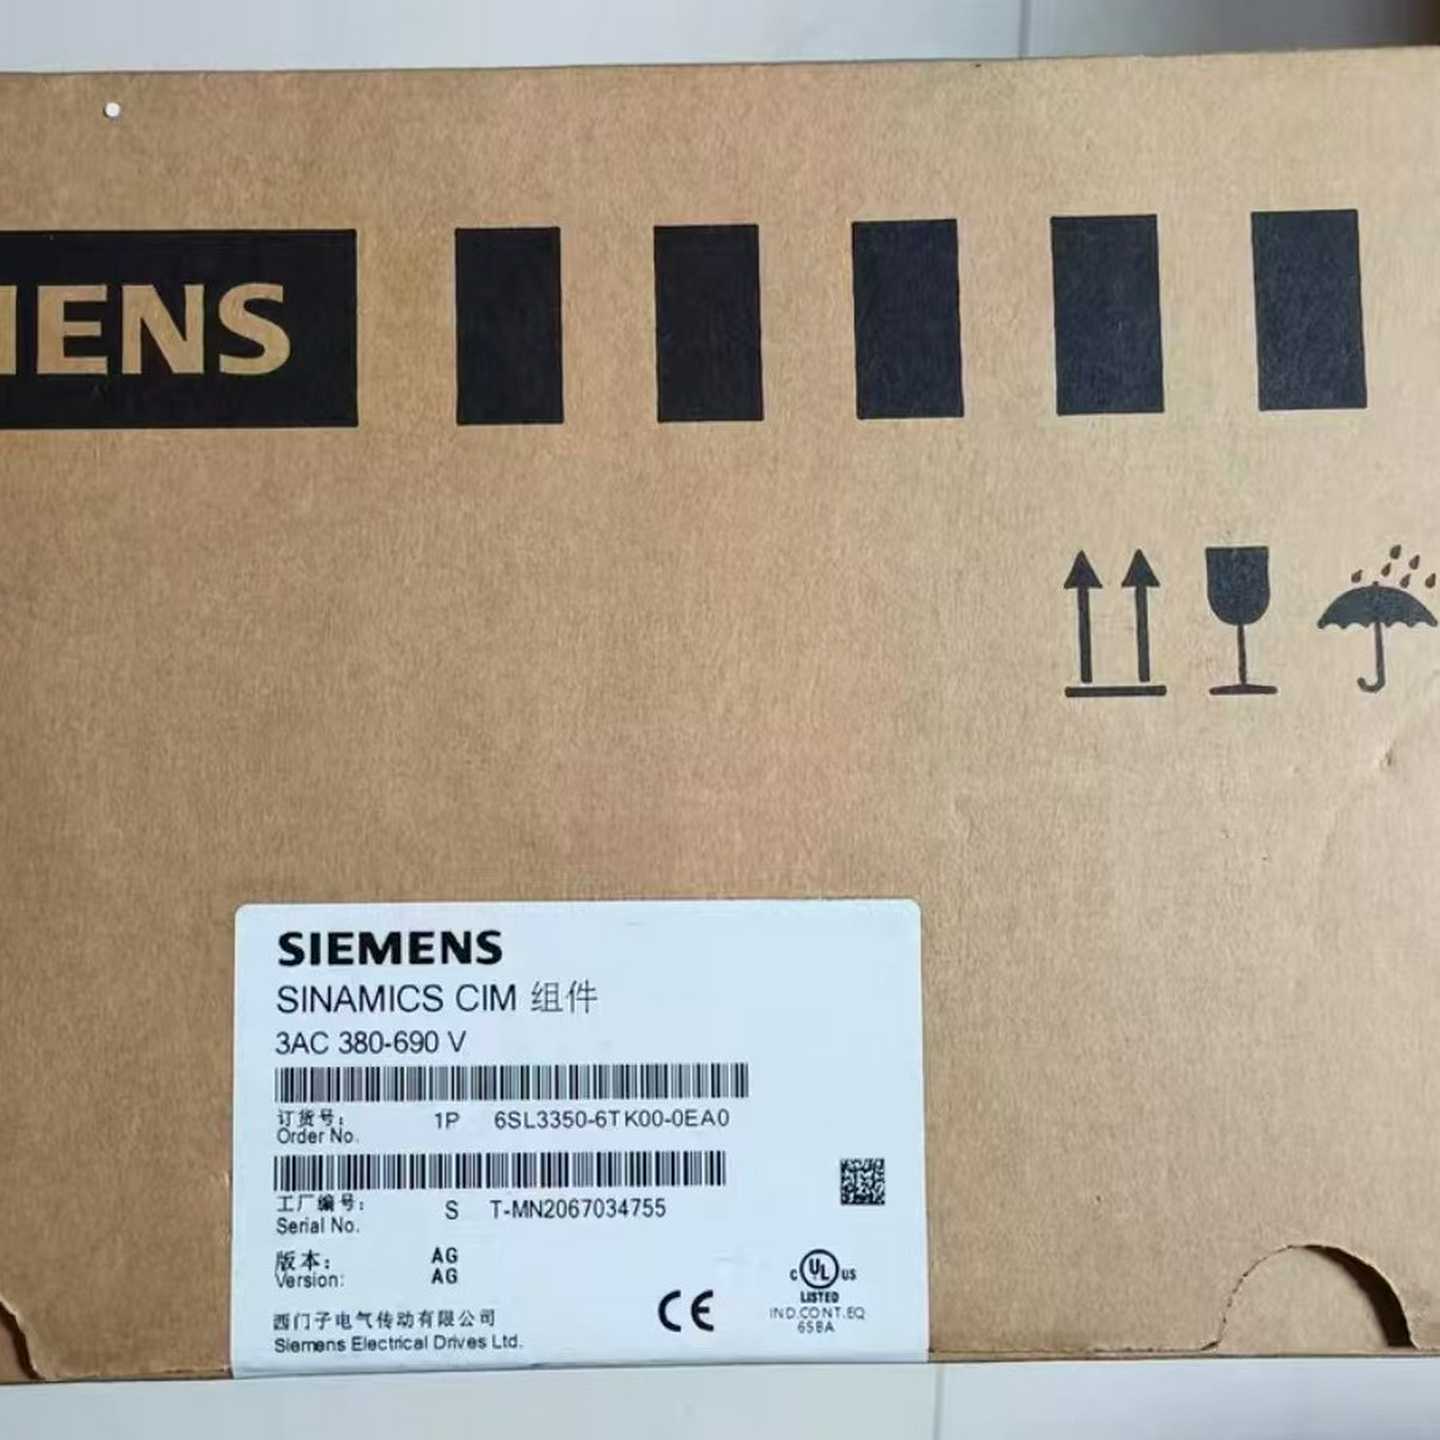 IENS
SIEMENS
SINAMICS CIM 组件
3AC 380-690 V
订货号:
Order No. 1P 6SL3350-6TK00-0EA0
工厂编号:
Serial No. S T-MN2067034755
版本: AG
Version: AG
西门子电气传动有限公司
Siemens Electrical Drives Ltd.
CE
C UL US
LISTED
IND.CONT.EQ
65BA